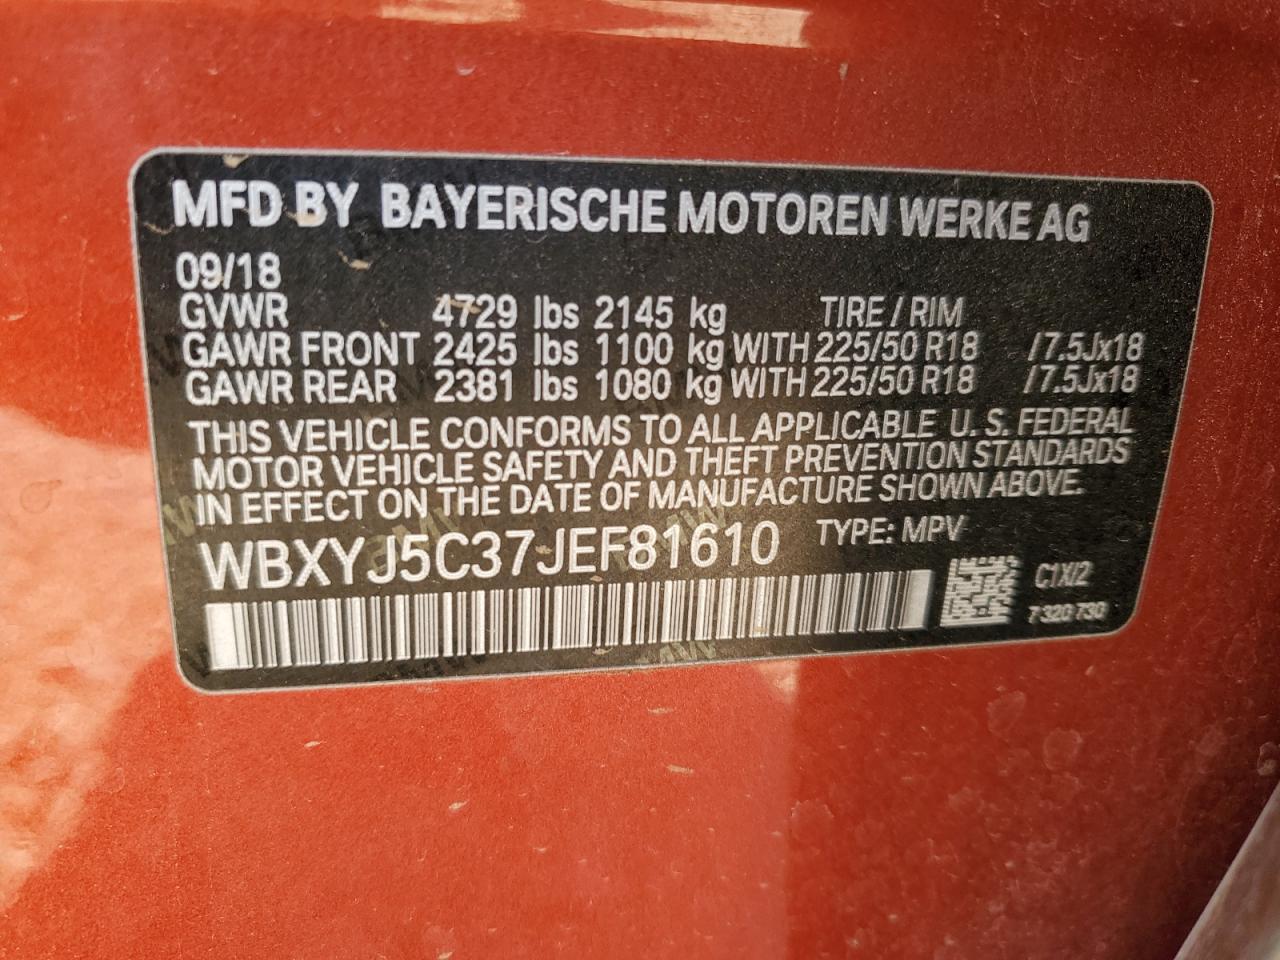 MFD BY BAYERISCHE MOTOREN WERKE AG
09/18
GVWR 4729 lbs 2145 kg TIRE / RIM
GAWR FRONT 2425 lbs 1100 kg WITH 225/50 R18 /7.5Jx18
GAWR REAR 2381 lbs 1080 kg WITH 225/50 R18 /7.5Jx18
THIS VEHICLE CONFORMS TO ALL APPLICABLE U. S. FEDERAL
MOTOR VEHICLE SAFETY AND THEFT PREVENTION STANDARDS
IN EFFECT ON THE DATE OF MANUFACTURE SHOWN ABOVE.
WBXYJ5C37JEF81610 TYPE: MPV
C1X/2
7 320 730